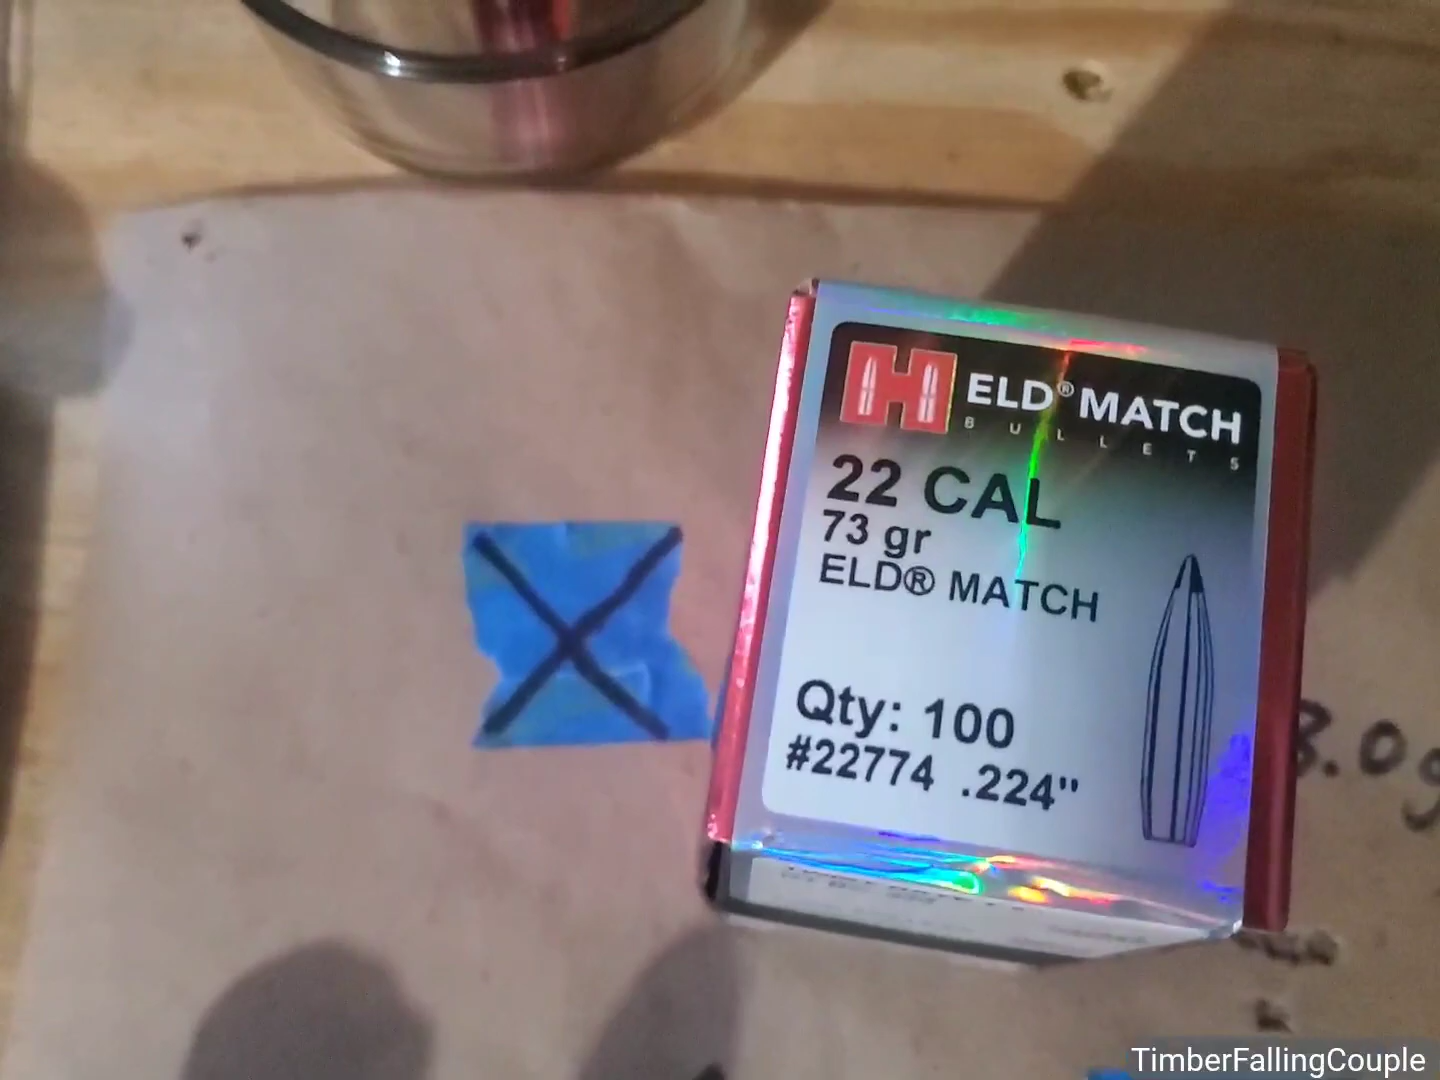 H ELD® MATCH
BULLETS
22 CAL
73 gr
ELD® MATCH
Qty: 100
#22774 .224"
TimberFallingCouple